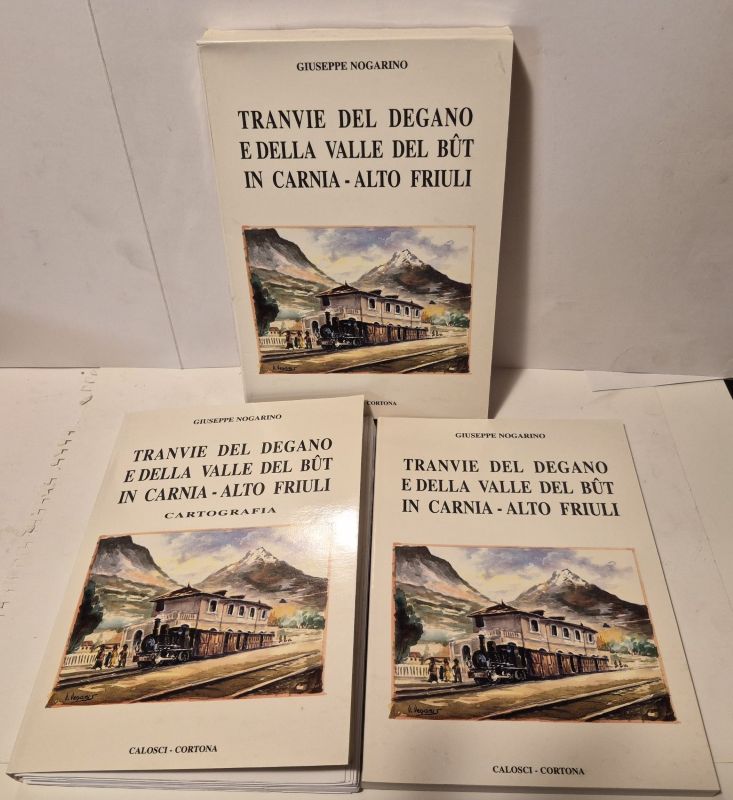 GIUSEPPE NOGARINO
TRANVIE DEL DEGANO
E DELLA VALLE DEL BÛT
IN CARNIA - ALTO FRIULI
CORTONA
GIUSEPPE NOGARINO
TRANVIE DEL DEGANO
E DELLA VALLE DEL BÛT
IN CARNIA - ALTO FRIULI
CARTOGRAFIA
CALOSCI - CORTONA
GIUSEPPE NOGARINO
TRANVIE DEL DEGANO
E DELLA VALLE DEL BÛT
IN CARNIA - ALTO FRIULI
CALOSCI - CORTONA